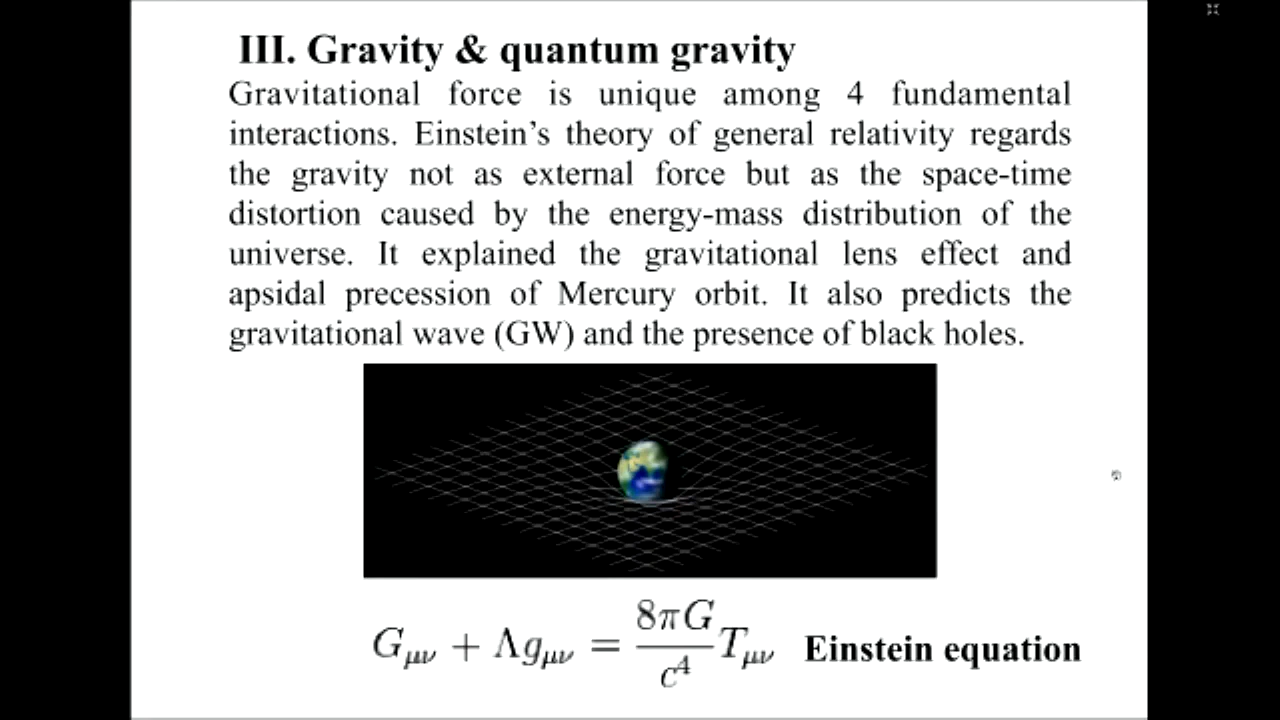 III. Gravity & quantum gravity
Gravitational force is unique among 4 fundamental
interactions. Einstein’s theory of general relativity regards
the gravity not as external force but as the space-time
distortion caused by the energy-mass distribution of the
universe. It explained the gravitational lens effect and
apsidal precession of Mercury orbit. It also predicts the
gravitational wave (GW) and the presence of black holes.
G_{μν} + Λg_{μν} = \frac{8πG}{c^4} T_{μν} Einstein equation